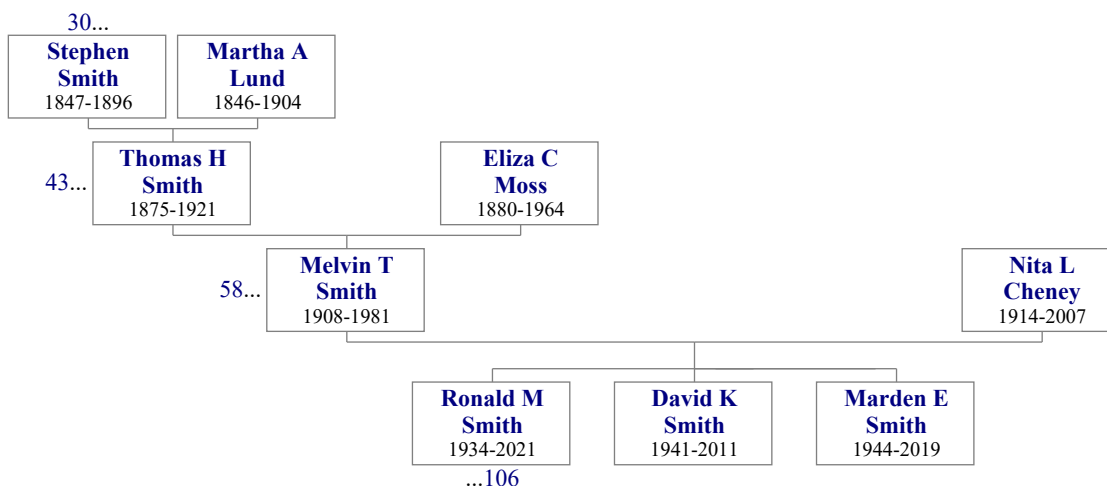 30...
Stephen
Smith
1847-1896
Martha A
Lund
1846-1904
43...
Thomas H
Smith
1875-1921
Eliza C
Moss
1880-1964
58...
Melvin T
Smith
1908-1981
Nita L
Cheney
1914-2007
Ronald M
Smith
1934-2021
David K
Smith
1941-2011
Marden E
Smith
1944-2019
...106